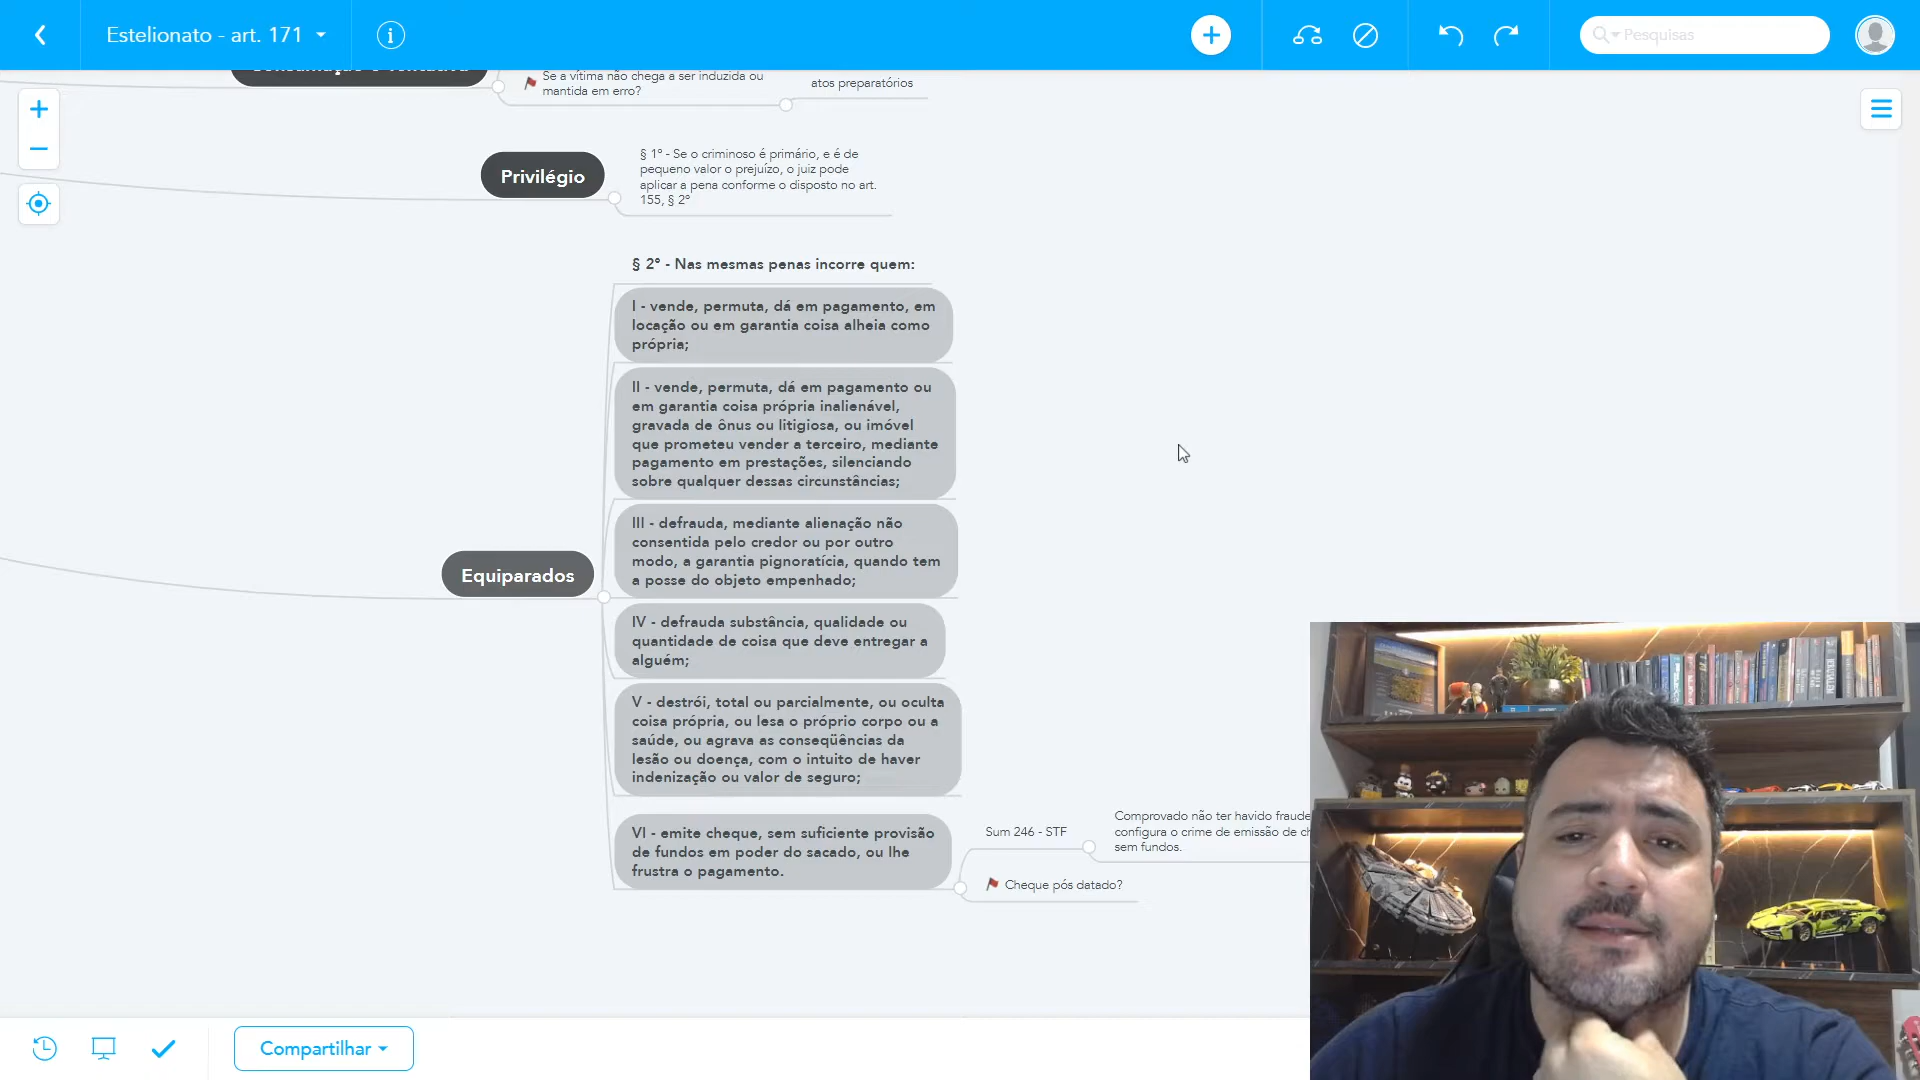 Estelionato - art. 171
Pesquisas
Se a vítima não chega a ser induzida ou
mantida em erro?
atos preparatórios
Privilégio
§ 1º - Se o criminoso é primário, e é de
pequeno valor o prejuízo, o juiz pode
aplicar a pena conforme o disposto no art.
155, § 2º
§ 2º - Nas mesmas penas incorre quem:
I - vende, permuta, dá em pagamento, em
locação ou em garantia coisa alheia como
própria;
II - vende, permuta, dá em pagamento ou
em garantia coisa própria inalienável,
gravada de ônus ou litigiosa, ou imóvel
que prometeu vender a terceiro, mediante
pagamento em prestações, silenciando
sobre qualquer dessas circunstâncias;
III - defrauda, mediante alienação não
consentida pelo credor ou por outro
modo, a garantia pignoratícia, quando tem
a posse do objeto empenhado;
Equiparados
IV - defrauda substância, qualidade ou
quantidade de coisa que deve entregar a
alguém;
V - destrói, total ou parcialmente, ou oculta
coisa própria, ou lesa o próprio corpo ou a
saúde, ou agrava as conseqüências da
lesão ou doença, com o intuito de haver
indenização ou valor de seguro;
VI - emite cheque, sem suficiente provisão
de fundos em poder do sacado, ou lhe
frustra o pagamento.
Sum 246 - STF
Comprovado não ter havido fraude
configura o crime de emissão de
sem fundos.
Cheque pós datado?
Compartilhar